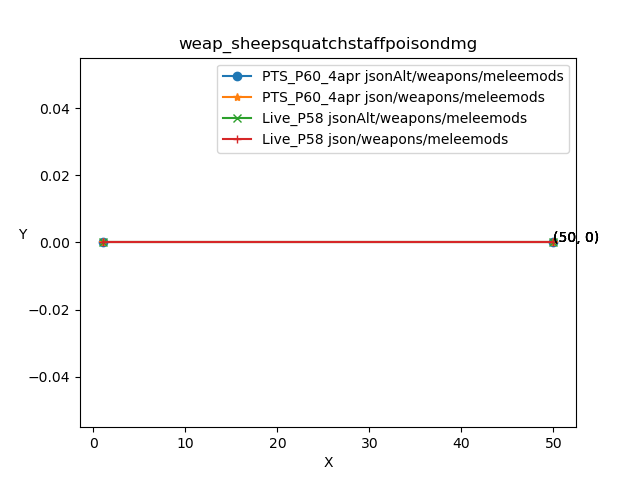 weap_sheepsquatchstaffpoisondmg
PTS_P60_4apr jsonAlt/weapons/meleemods
PTS_P60_4apr json/weapons/meleemods
Live_P58 jsonAlt/weapons/meleemods
Live_P58 json/weapons/meleemods
0.04
0.02
0.00
−0.02
−0.04
Y
(50, 0)
0 10 20 30 40 50
X